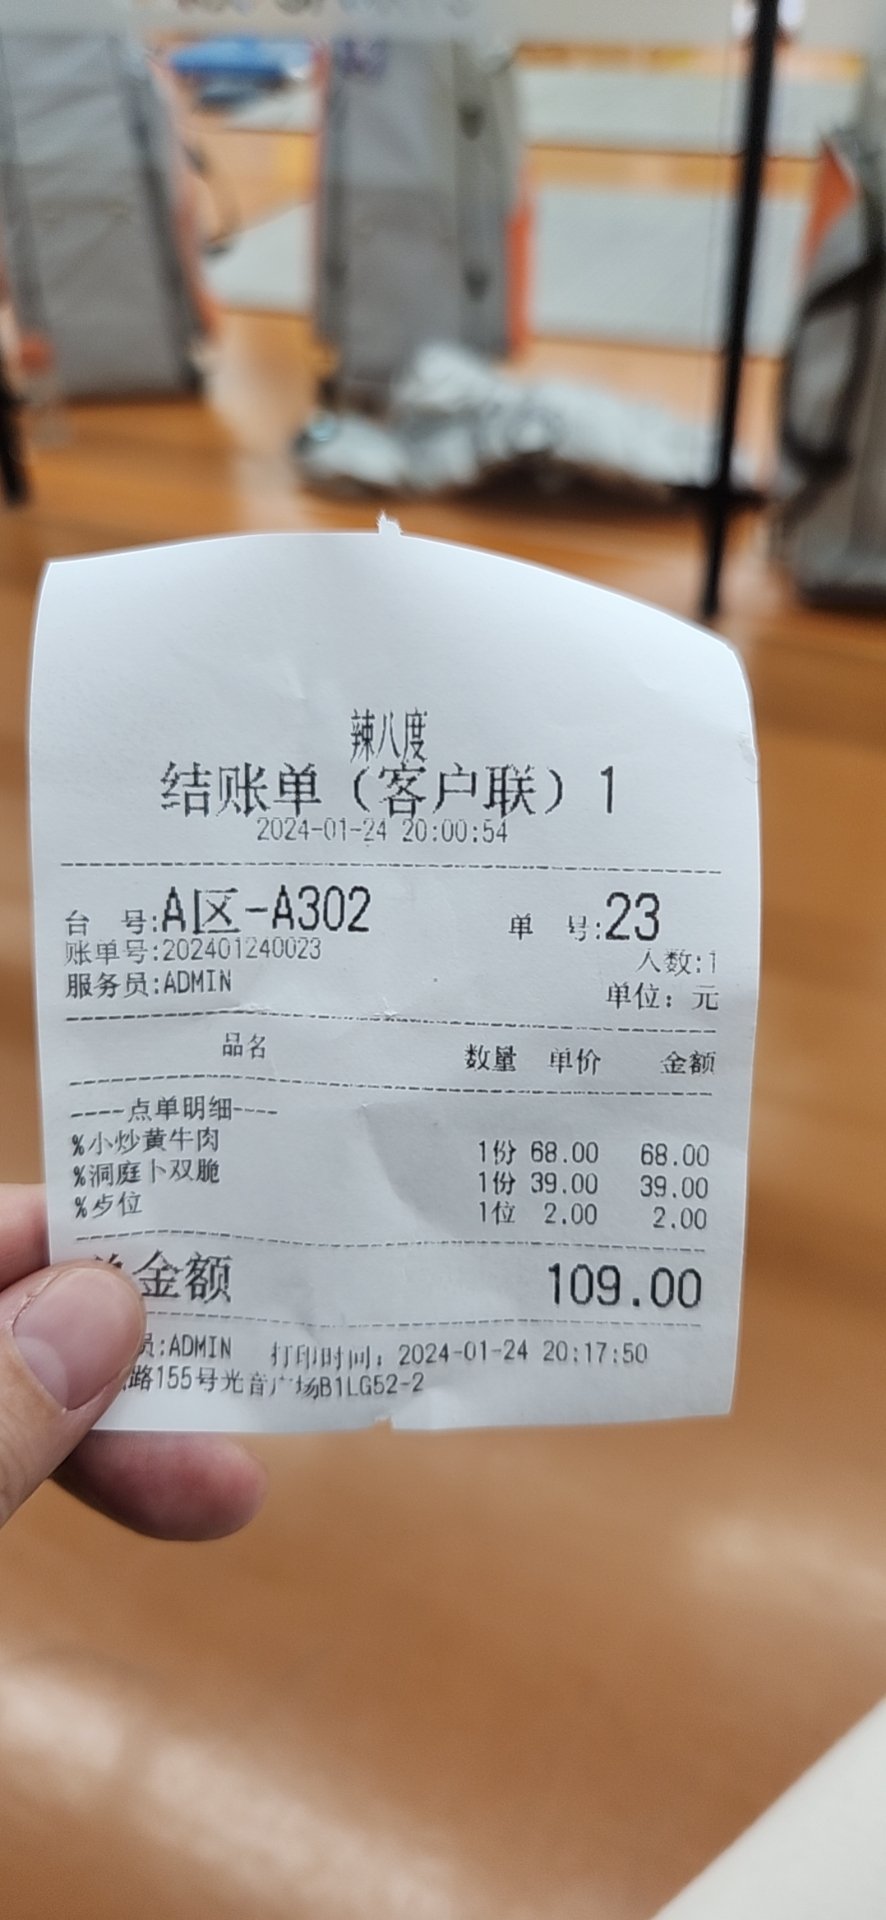 辣八度
结账单（客户联）1
2024-01-24 20:00:54
台 号:A区-A302 单 号:23
账单号:202401240023 人数:1
服务员:ADMIN 单位：元
品名 数量 单价 金额
----点单明细----
%小炒黄牛肉 1份 68.00 68.00
%洞庭卜双脆 1份 39.00 39.00
%歺位 1位 2.00 2.00
金额 109.00
员:ADMIN 打印时间：2024-01-24 20:17:50
路155号光音广场B1LG52-2